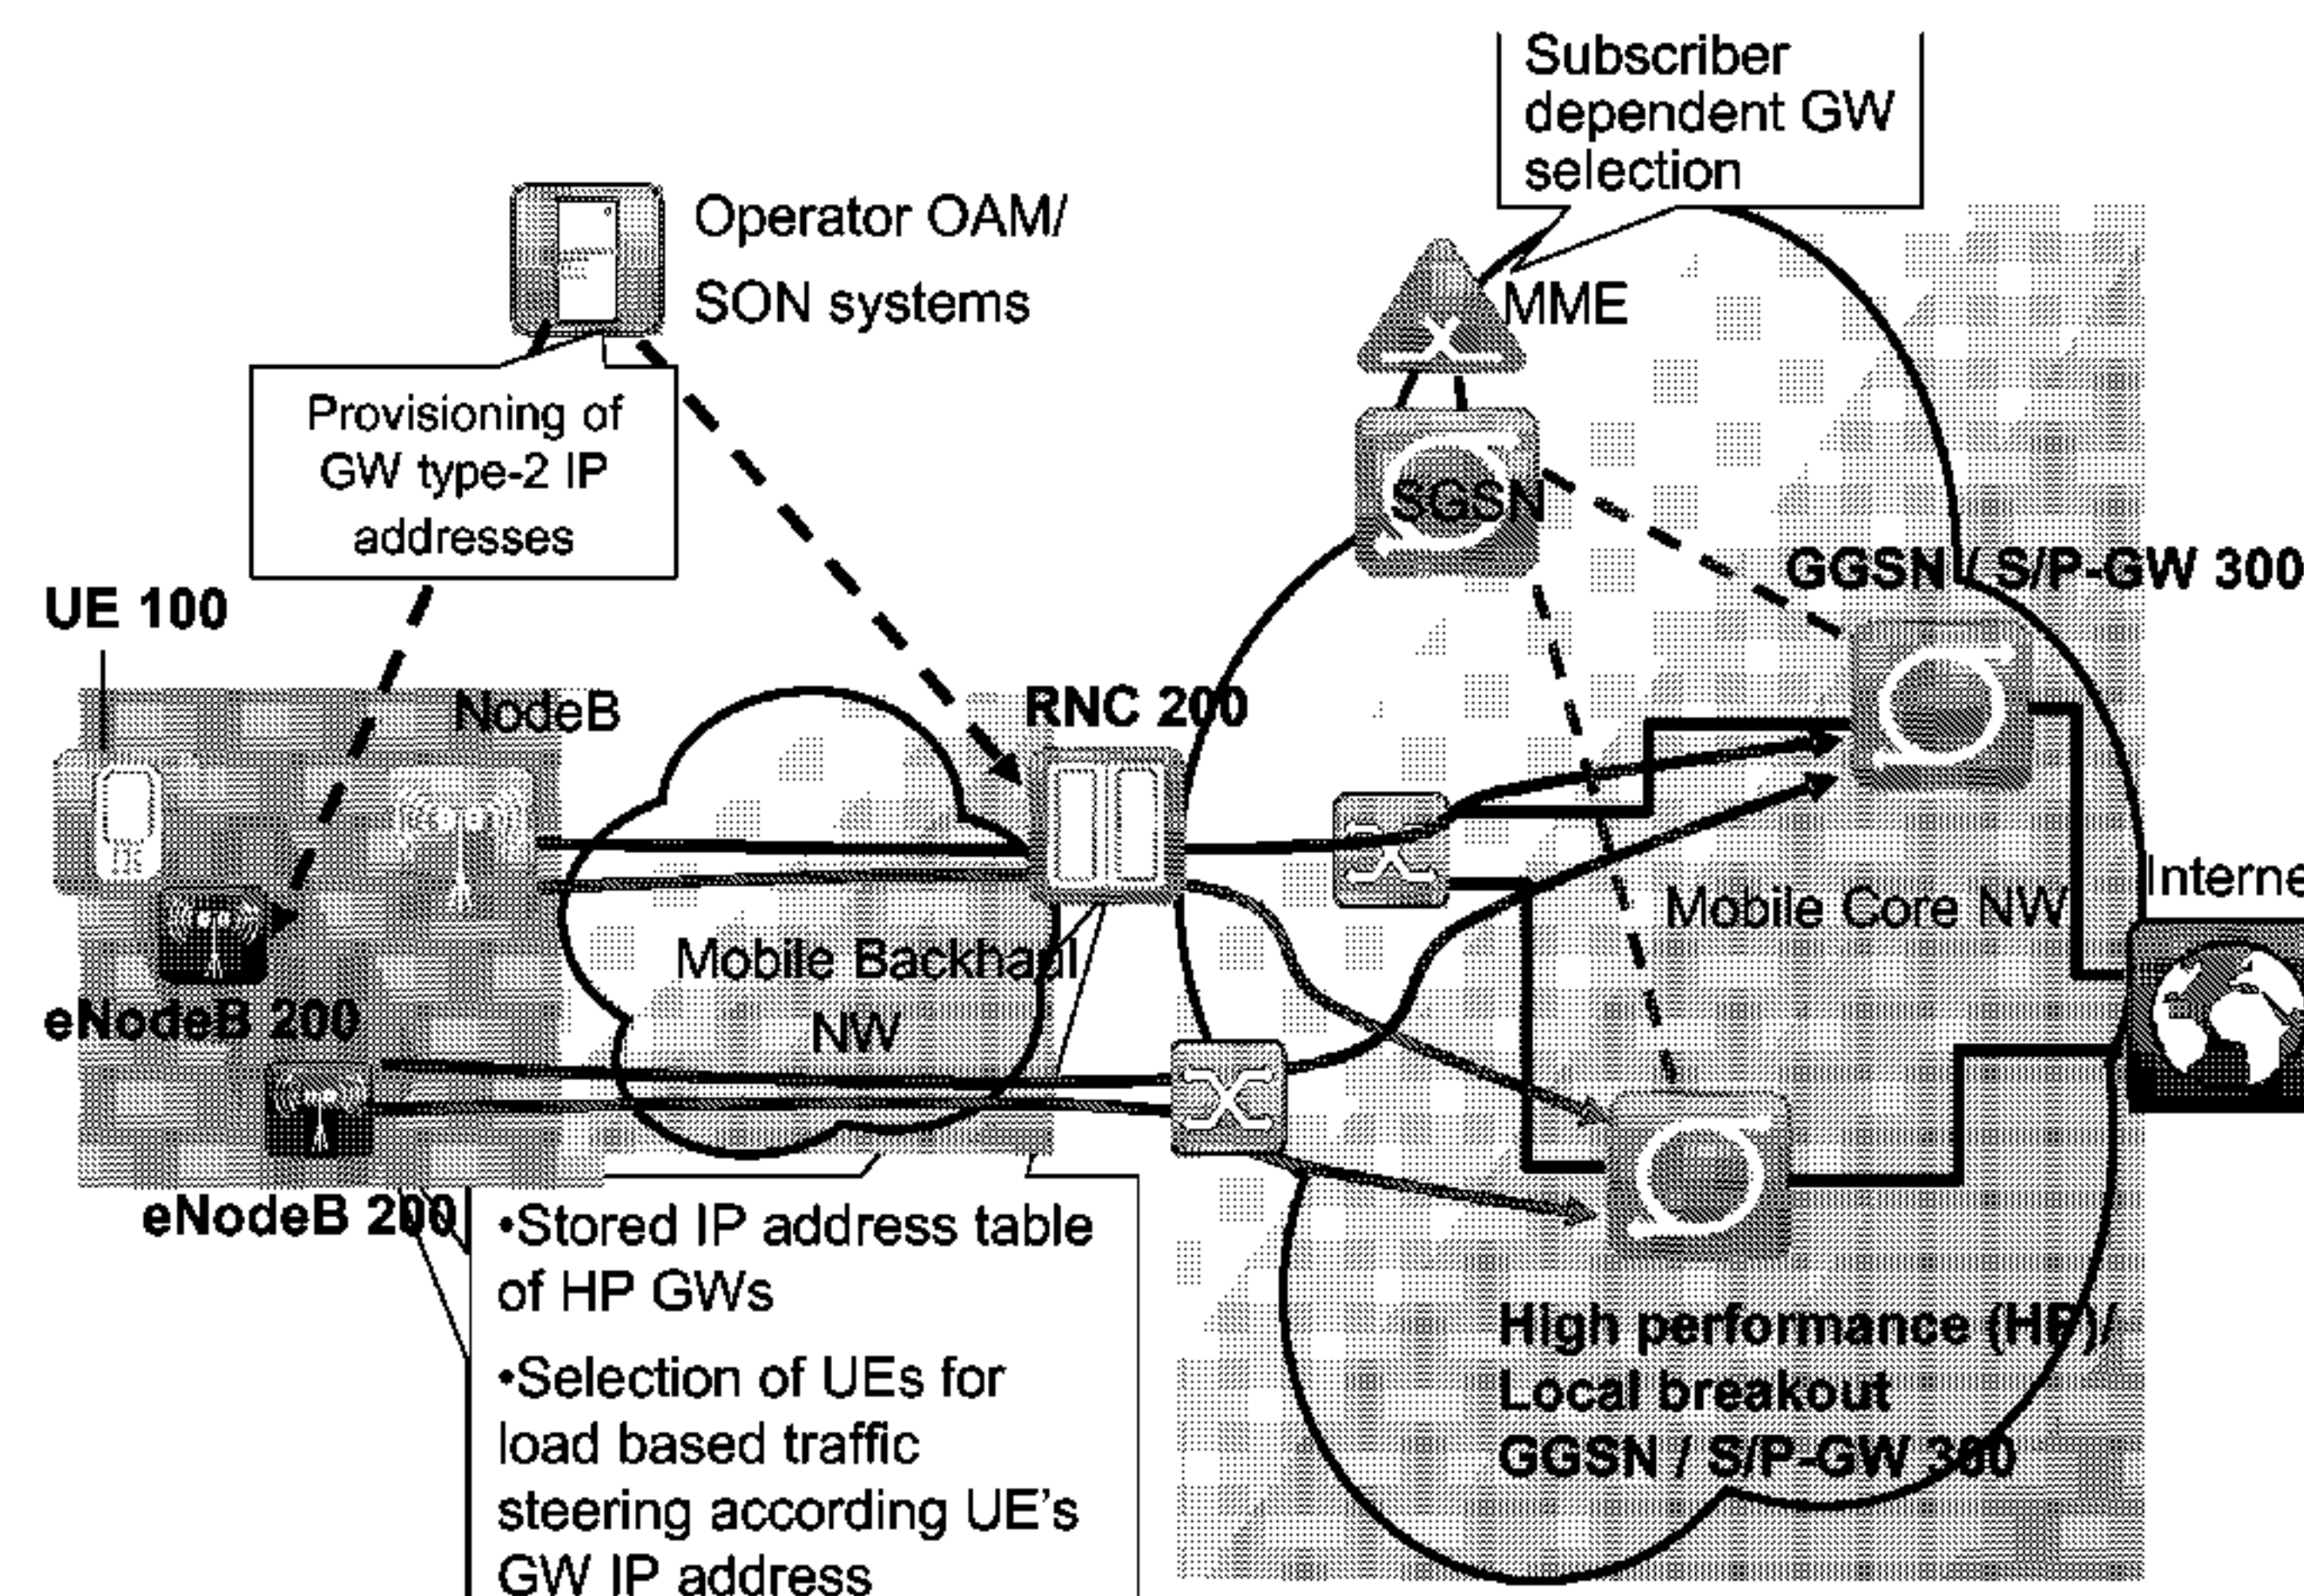 Subscriber
dependent GW
selection
Operator OAM/
SON systems
MME
Provisioning of
GW type-2 IP
addresses
SGSN
GGSN / S/P-GW 300
UE 100
NodeB
RNC 200
Mobile Core NW
Interne
Mobile Backhaul
NW
eNodeB 200
eNodeB 200
•Stored IP address table
of HP GWs
•Selection of UEs for
load based traffic
steering according UE's
GW IP address
High performance (HP)/
Local breakout
GGSN / S/P-GW 300